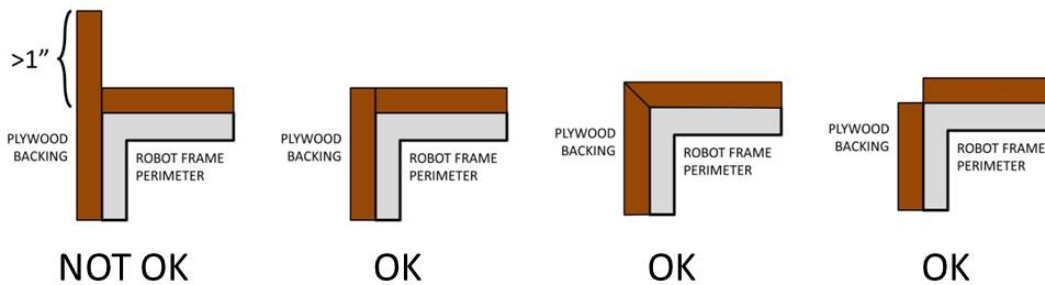 >1”
PLYWOOD
BACKING
ROBOT FRAME
PERIMETER
NOT OK
PLYWOOD
BACKING
ROBOT FRAME
PERIMETER
OK
PLYWOOD
BACKING
ROBOT FRAME
PERIMETER
OK
PLYWOOD
BACKING
ROBOT FRAME
PERIMETER
OK